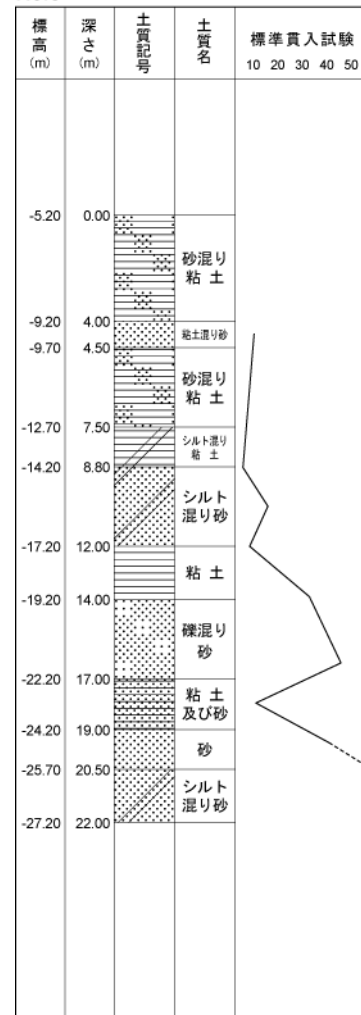 標高
(m)
深さ
(m)
土質記号
土質名
標準貫入試験
10 20 30 40 50
-5.20 0.00
砂混り
粘土
-9.20 4.00
粘土混り砂
-9.70 4.50
砂混り
粘土
-12.70 7.50
シルト混り
粘土
-14.20 8.80
シルト
混り砂
-17.20 12.00
粘土
-19.20 14.00
礫混り
砂
-22.20 17.00
粘土
及び砂
-24.20 19.00
砂
-25.70 20.50
シルト
混り砂
-27.20 22.00